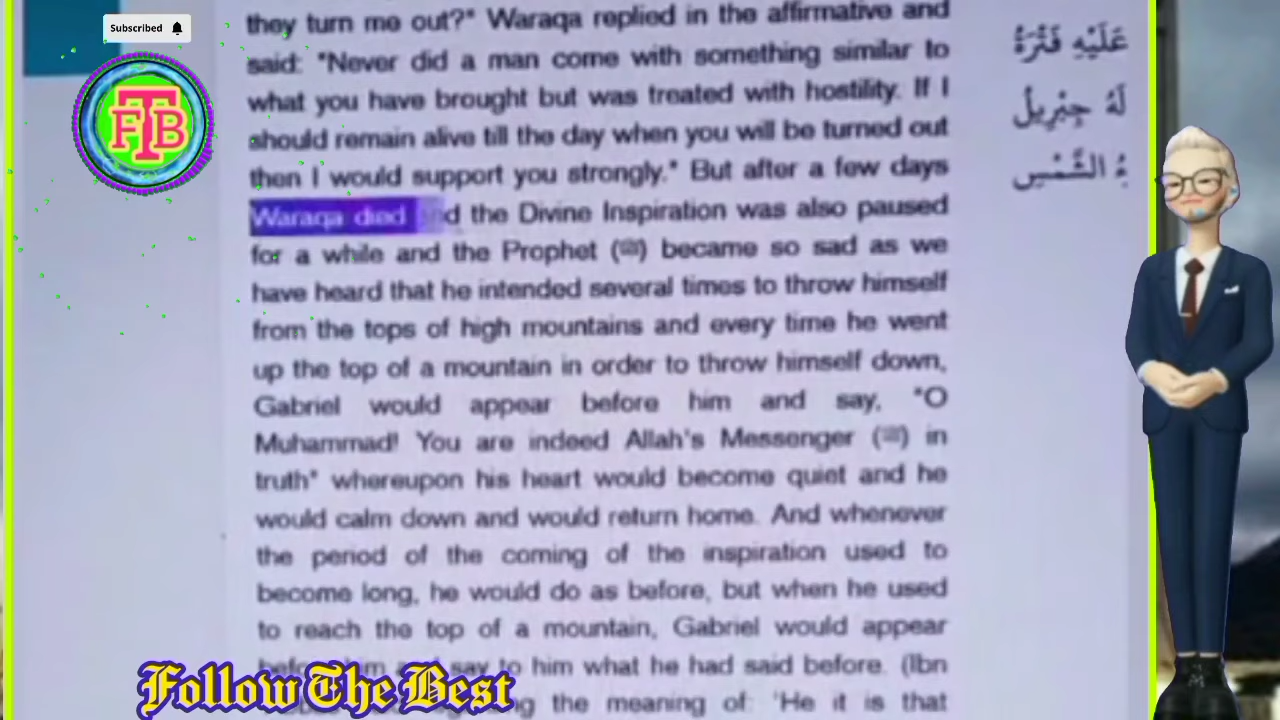 Subscribed
FTB
they turn me out?" Waraqa replied in the affirmative and
said: "Never did a man come with something similar to
what you have brought but was treated with hostility. If I
should remain alive till the day when you will be turned out
then I would support you strongly." But after a few days
Waraqa died and the Divine Inspiration was also paused
for a while and the Prophet (ﷺ) became so sad as we
have heard that he intended several times to throw himself
from the tops of high mountains and every time he went
up the top of a mountain in order to throw himself down,
Gabriel would appear before him and say, "O
Muhammad! You are indeed Allah's Messenger (ﷺ) in
truth" whereupon his heart would become quiet and he
would calm down and would return home. And whenever
the period of the coming of the inspiration used to
become long, he would do as before, but when he used
to reach the top of a mountain, Gabriel would appear
before him and say to him what he had said before. (Ibn
the meaning of: 'He it is that
عَلَيْهِ فَتْرَةُ
لَهُ جِبْرِيلُ
ءُ الشَّمْسِ
Follow The Best